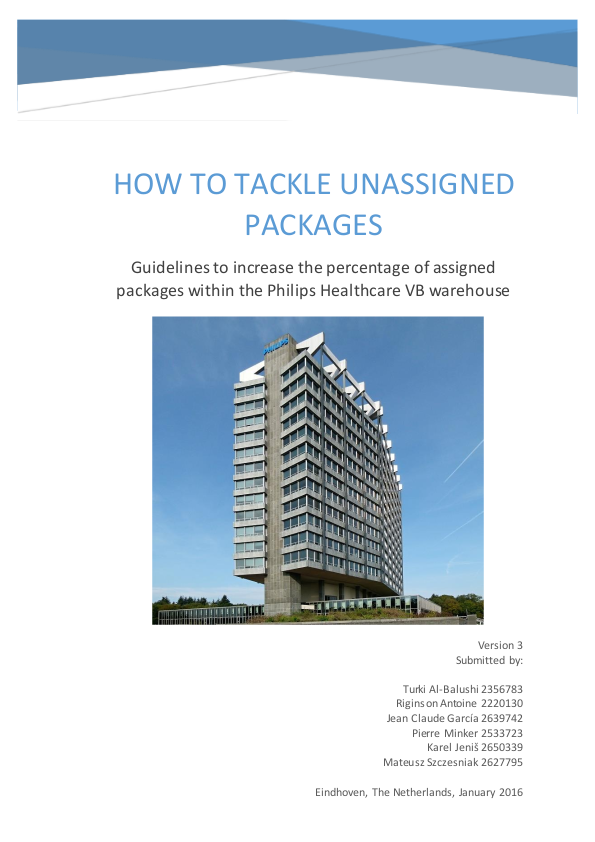 HOW TO TACKLE UNASSIGNED
PACKAGES
Guidelines to increase the percentage of assigned
packages within the Philips Healthcare VB warehouse
PHILIPS
Version 3
Submitted by:
Turki Al-Balushi 2356783
Riginson Antoine 2220130
Jean Claude García 2639742
Pierre Minker 2533723
Karel Jeniš 2650339
Mateusz Szczesniak 2627795
Eindhoven, The Netherlands, January 2016